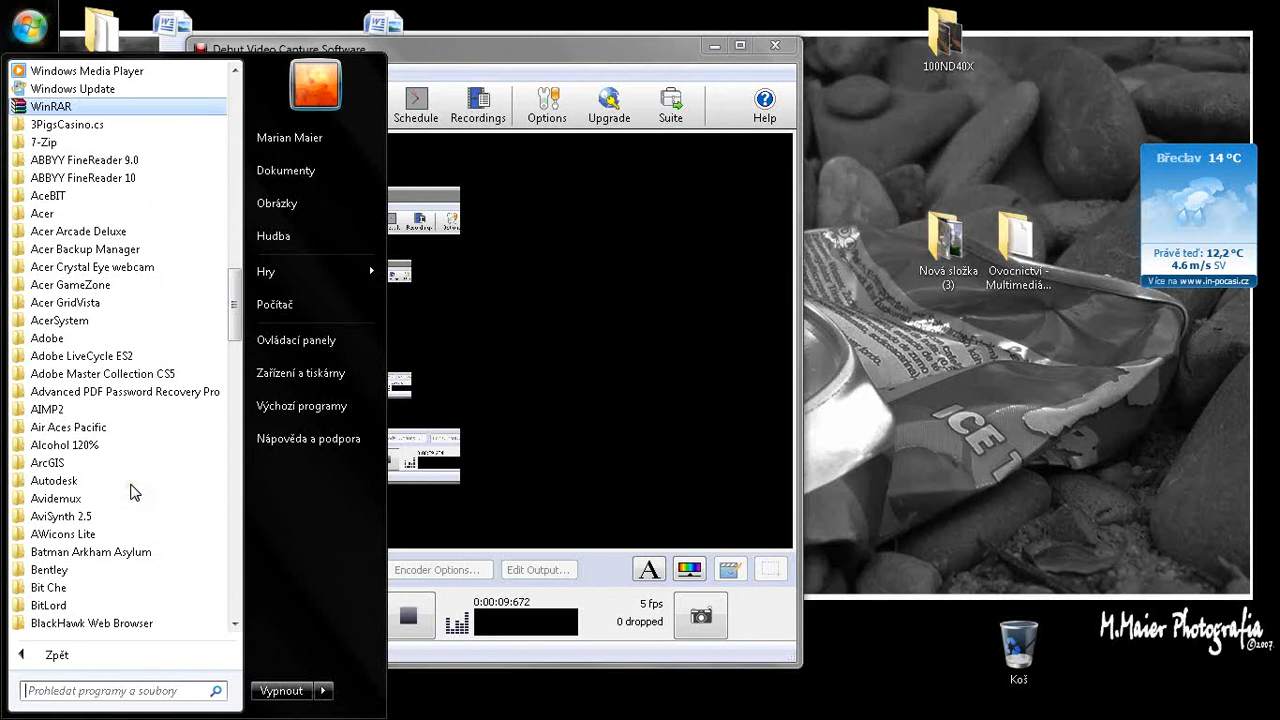 Debut Video Capture Software
Windows Media Player
Windows Update
WinRAR
3PigsCasino.cs
7-Zip
ABBYY FineReader 9.0
ABBYY FineReader 10
AceBIT
Acer
Acer Arcade Deluxe
Acer Backup Manager
Acer Crystal Eye webcam
Acer GameZone
Acer GridVista
AcerSystem
Adobe
Adobe LiveCycle ES2
Adobe Master Collection CS5
Advanced PDF Password Recovery Pro
AIMP2
Air Aces Pacific
Alcohol 120%
ArcGIS
Autodesk
Avidemux
AviSynth 2.5
AWicons Lite
Batman Arkham Asylum
Bentley
Bit Che
BitLord
BlackHawk Web Browser
Zpět
Prohledat programy a soubory
Marian Maier
Dokumenty
Obrázky
Hudba
Hry
Počítač
Ovládací panely
Zařízení a tiskárny
Výchozí programy
Nápověda a podpora
Vypnout
Schedule
Recordings
Options
Upgrade
Suite
Help
Encoder Options...
Edit Output...
A
0:00:09:672
5 fps
0 dropped
100ND40X
Nová složka
(3)
Ovocnictví -
Multimediá...
Břeclav 14 °C
Právě teď: 12,2 °C
4.6 m/s SV
Více na www.in-pocasi.cz
ICE T
M.Maier Photografia
©2007
Koš